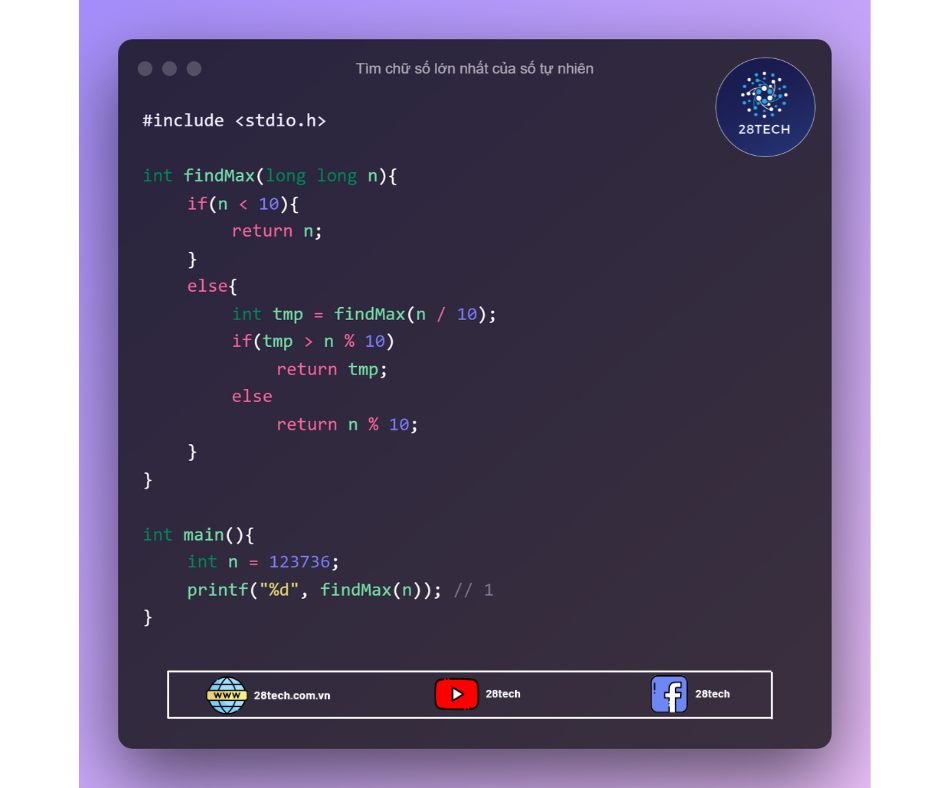 Tìm chữ số lớn nhất của số tự nhiên
28TECH
#include <stdio.h>
int findMax(long long n){
if(n < 10){
return n;
}
else{
int tmp = findMax(n / 10);
if(tmp > n % 10)
return tmp;
else
return n % 10;
}
}
int main(){
int n = 123736;
printf("%d", findMax(n)); // 1
}
WWW 28tech.com.vn 28tech 28tech